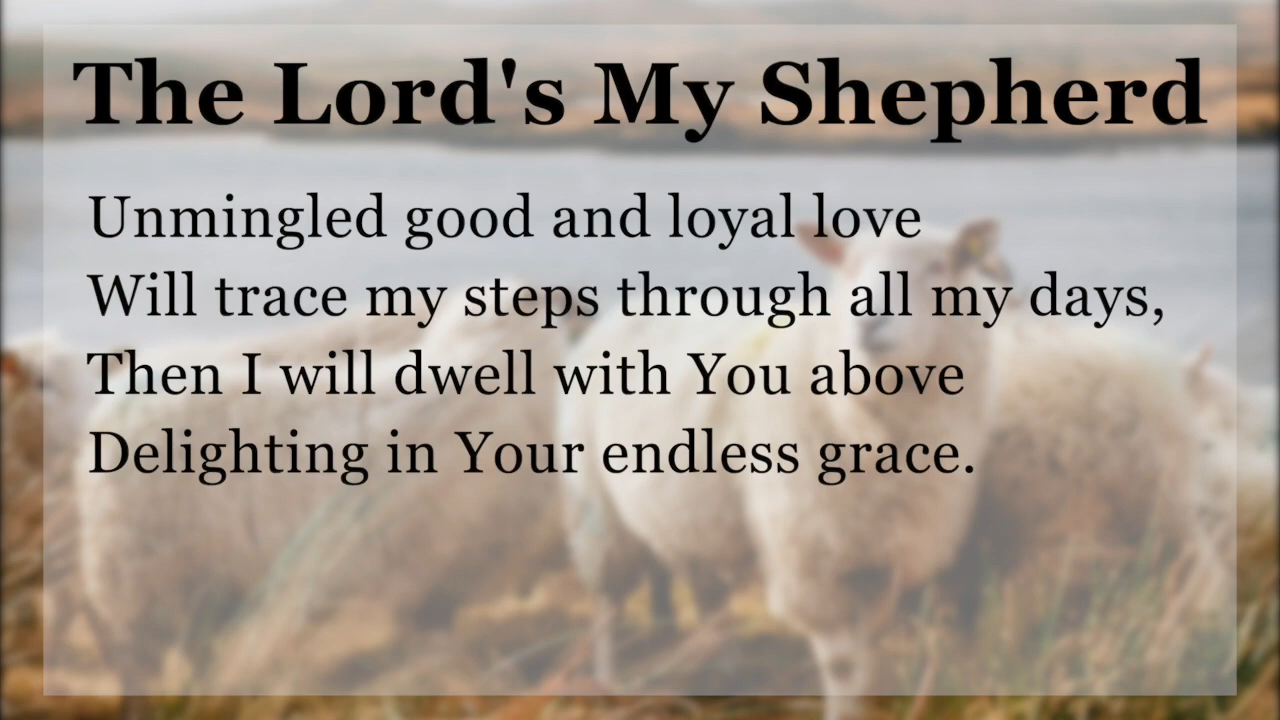 The Lord's My Shepherd
Unmingled good and loyal love
Will trace my steps through all my days,
Then I will dwell with You above
Delighting in Your endless grace.